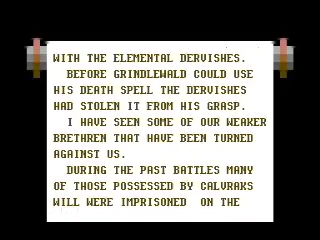 WITH THE ELEMENTAL DERVISHES.
BEFORE GRINDLEWALD COULD USE
HIS DEATH SPELL THE DERVISHES
HAD STOLEN IT FROM HIS GRASP.
I HAVE SEEN SOME OF OUR WEAKER
BRETHREN THAT HAVE BEEN TURNED
AGAINST US.
DURING THE PAST BATTLES MANY
OF THOSE POSSESSED BY CALVRAKS
WILL WERE IMPRISONED ON THE